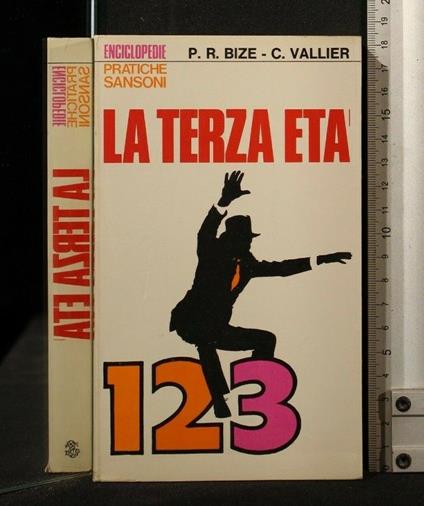 ENCICLOPEDIE
PRATICHE
SANSONI
P. R. BIZE - C. VALLIER
LA TERZA ETA'
123
ENCICLOPEDIE
PRATICHE
SANSONI
LA TERZA ETA'